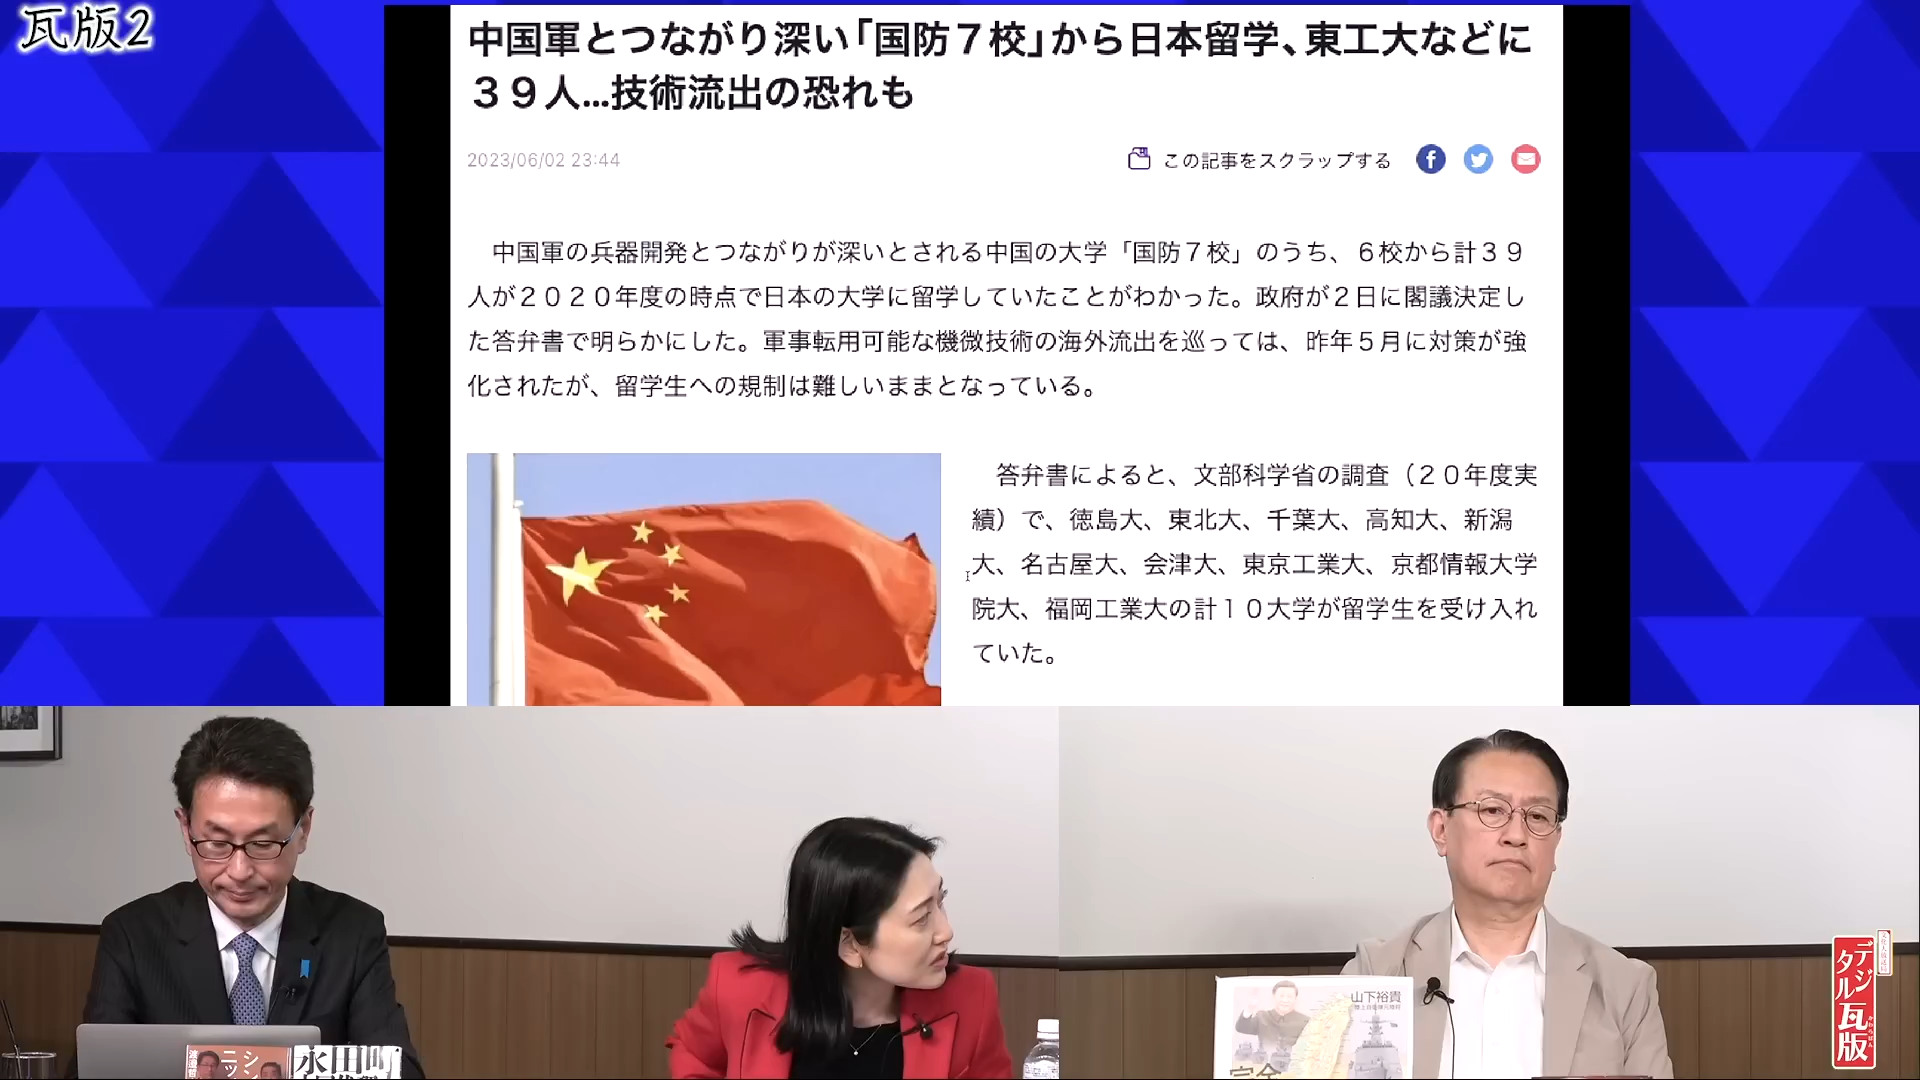 瓦版2
中国軍とつながり深い「国防７校」から日本留学、東工大などに
３９人…技術流出の恐れも
2023/06/02 23:44
この記事をスクラップする
中国軍の兵器開発とつながりが深いとされる中国の大学「国防７校」のうち、６校から計３９
人が２０２０年度の時点で日本の大学に留学していたことがわかった。政府が２日に閣議決定し
た答弁書で明らかにした。軍事転用可能な機微技術の海外流出を巡っては、昨年５月に対策が強
化されたが、留学生への規制は難しいままとなっている。
答弁書によると、文部科学省の調査（２０年度実
績）で、徳島大、東北大、千葉大、高知大、新潟
大、名古屋大、会津大、東京工業大、京都情報大学
院大、福岡工業大の計１０大学が留学生を受け入れ
ていた。
永田町
山下裕貴
デジタル瓦版